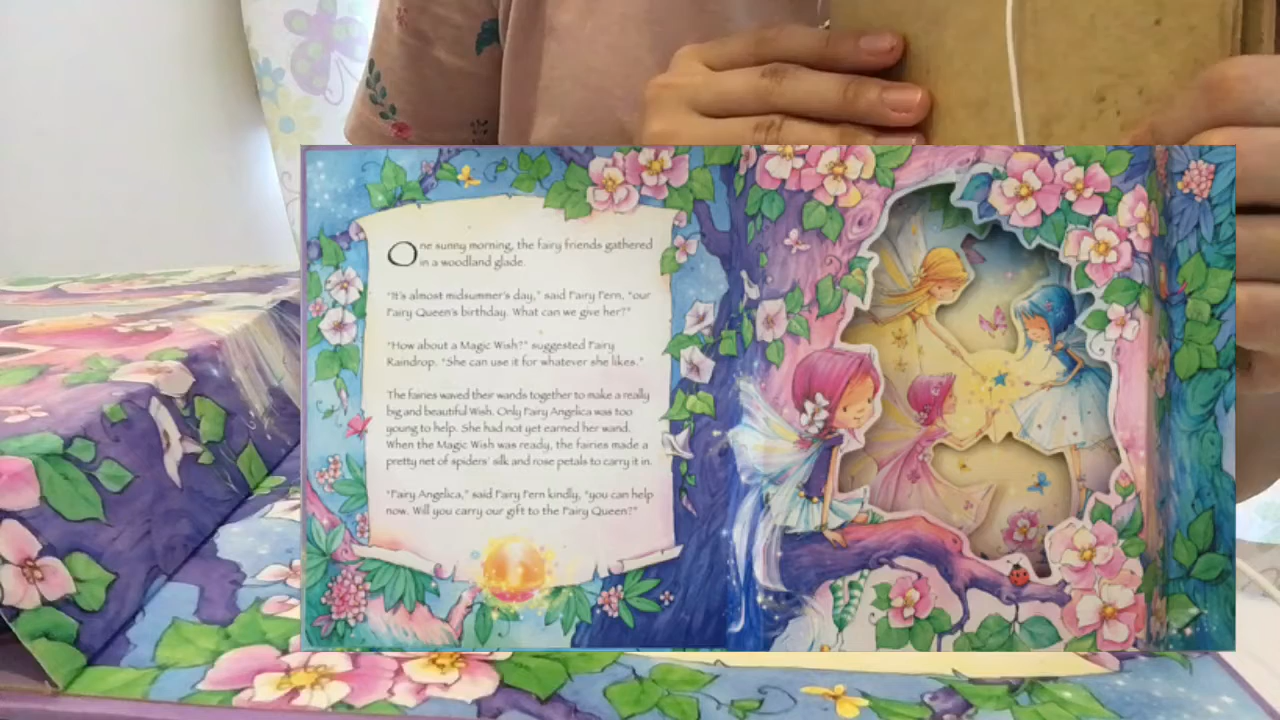 One sunny morning, the fairy friends gathered
in a woodland glade.
"It's almost midsummer's day," said Fairy Fern, "our
Fairy Queen's birthday. What can we give her?"
"How about a Magic Wish?" suggested Fairy
Raindrop. "She can use it for whatever she likes."
The fairies waved their wands together to make a really
big and beautiful Wish. Only Fairy Angelica was too
young to help. She had not yet earned her wand.
When the Magic Wish was ready, the fairies made a
pretty net of spiders' silk and rose petals to carry it in.
"Fairy Angelica," said Fairy Fern kindly, "you can help
now. Will you carry our gift to the Fairy Queen?"